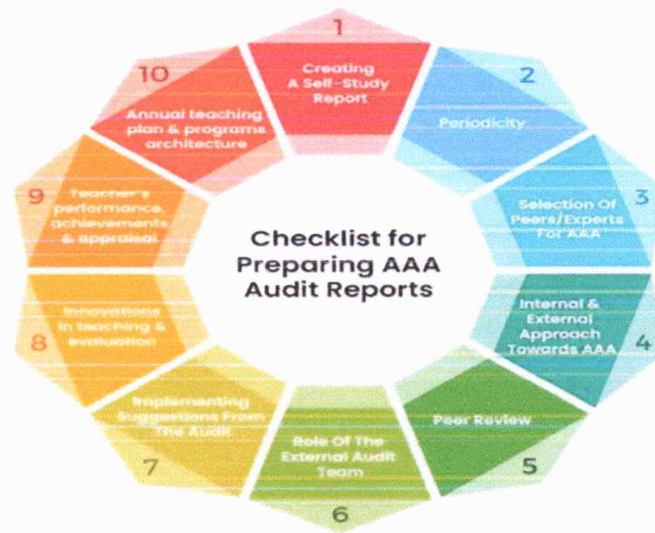 1
Creating
A Self-Study
Report
2
Periodicity
3
Selection Of
Peers/Experts
For AAA
Internal &
External
Approach
Towards AAA
4
Peer Review
5
Role Of The
External Audit
Team
6
Implementing
Suggestions From
The Audit
7
Innovations
in teaching &
evaluation
8
9
Teacher's
performance,
achievements
& appraisal
10
Annual teaching
plan & programs
architecture
Checklist for
Preparing AAA
Audit Reports